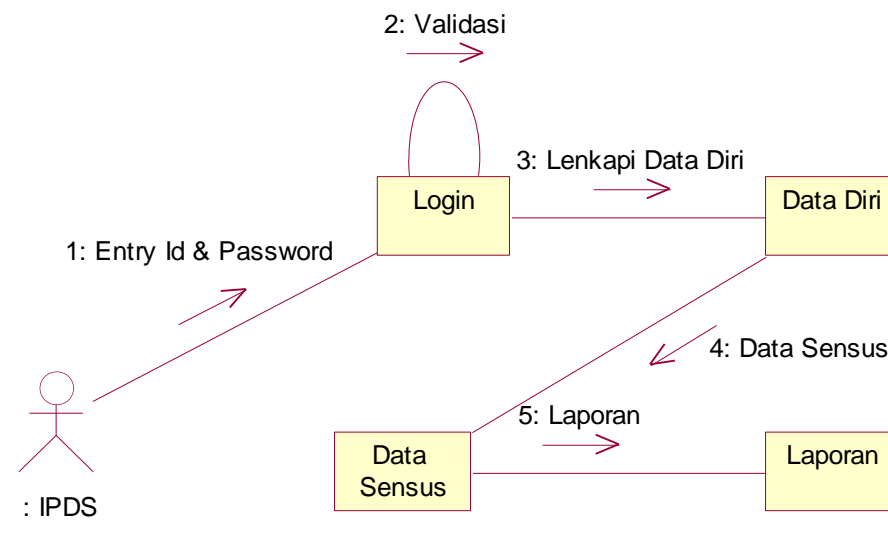 2: Validasi
3: Lenkapi Data Diri
Login
Data Diri
1: Entry Id & Password
4: Data Sensus
5: Laporan
Data
Sensus
Laporan
: IPDS